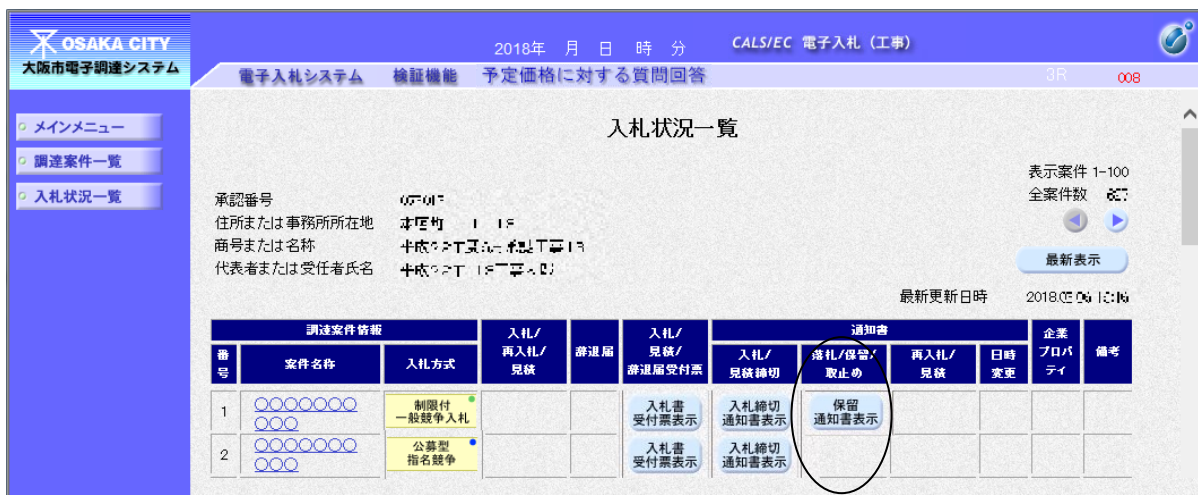 OSAKA CITY
大阪市電子調達システム
2018年 月 日 時 分
CALS/EC 電子入札（工事）
電子入札システム 検証機能 予定価格に対する質問回答
3R 008
メインメニュー
調達案件一覧
入札状況一覧
入札状況一覧
表示案件 1-100
全案件数
承認番号
住所または事務所所在地
商号または名称
代表者または受任者氏名
最新表示
最新更新日時 2018.
調達案件情報
入札/
再入札/
見積
辞退届
入札/
見積/
辞退届受付票
通知書
企業
プロパ
ティ
備考
番
号
案件名称
入札方式
入札/
見積締切
落札/保留/
取止め
再入札/
見積
日時
変更
1
OOOOOOO
OOO
制限付
一般競争入札
入札書
受付票表示
入札締切
通知書表示
保留
通知書表示
2
OOOOOOO
OOO
公募型
指名競争
入札書
受付票表示
入札締切
通知書表示